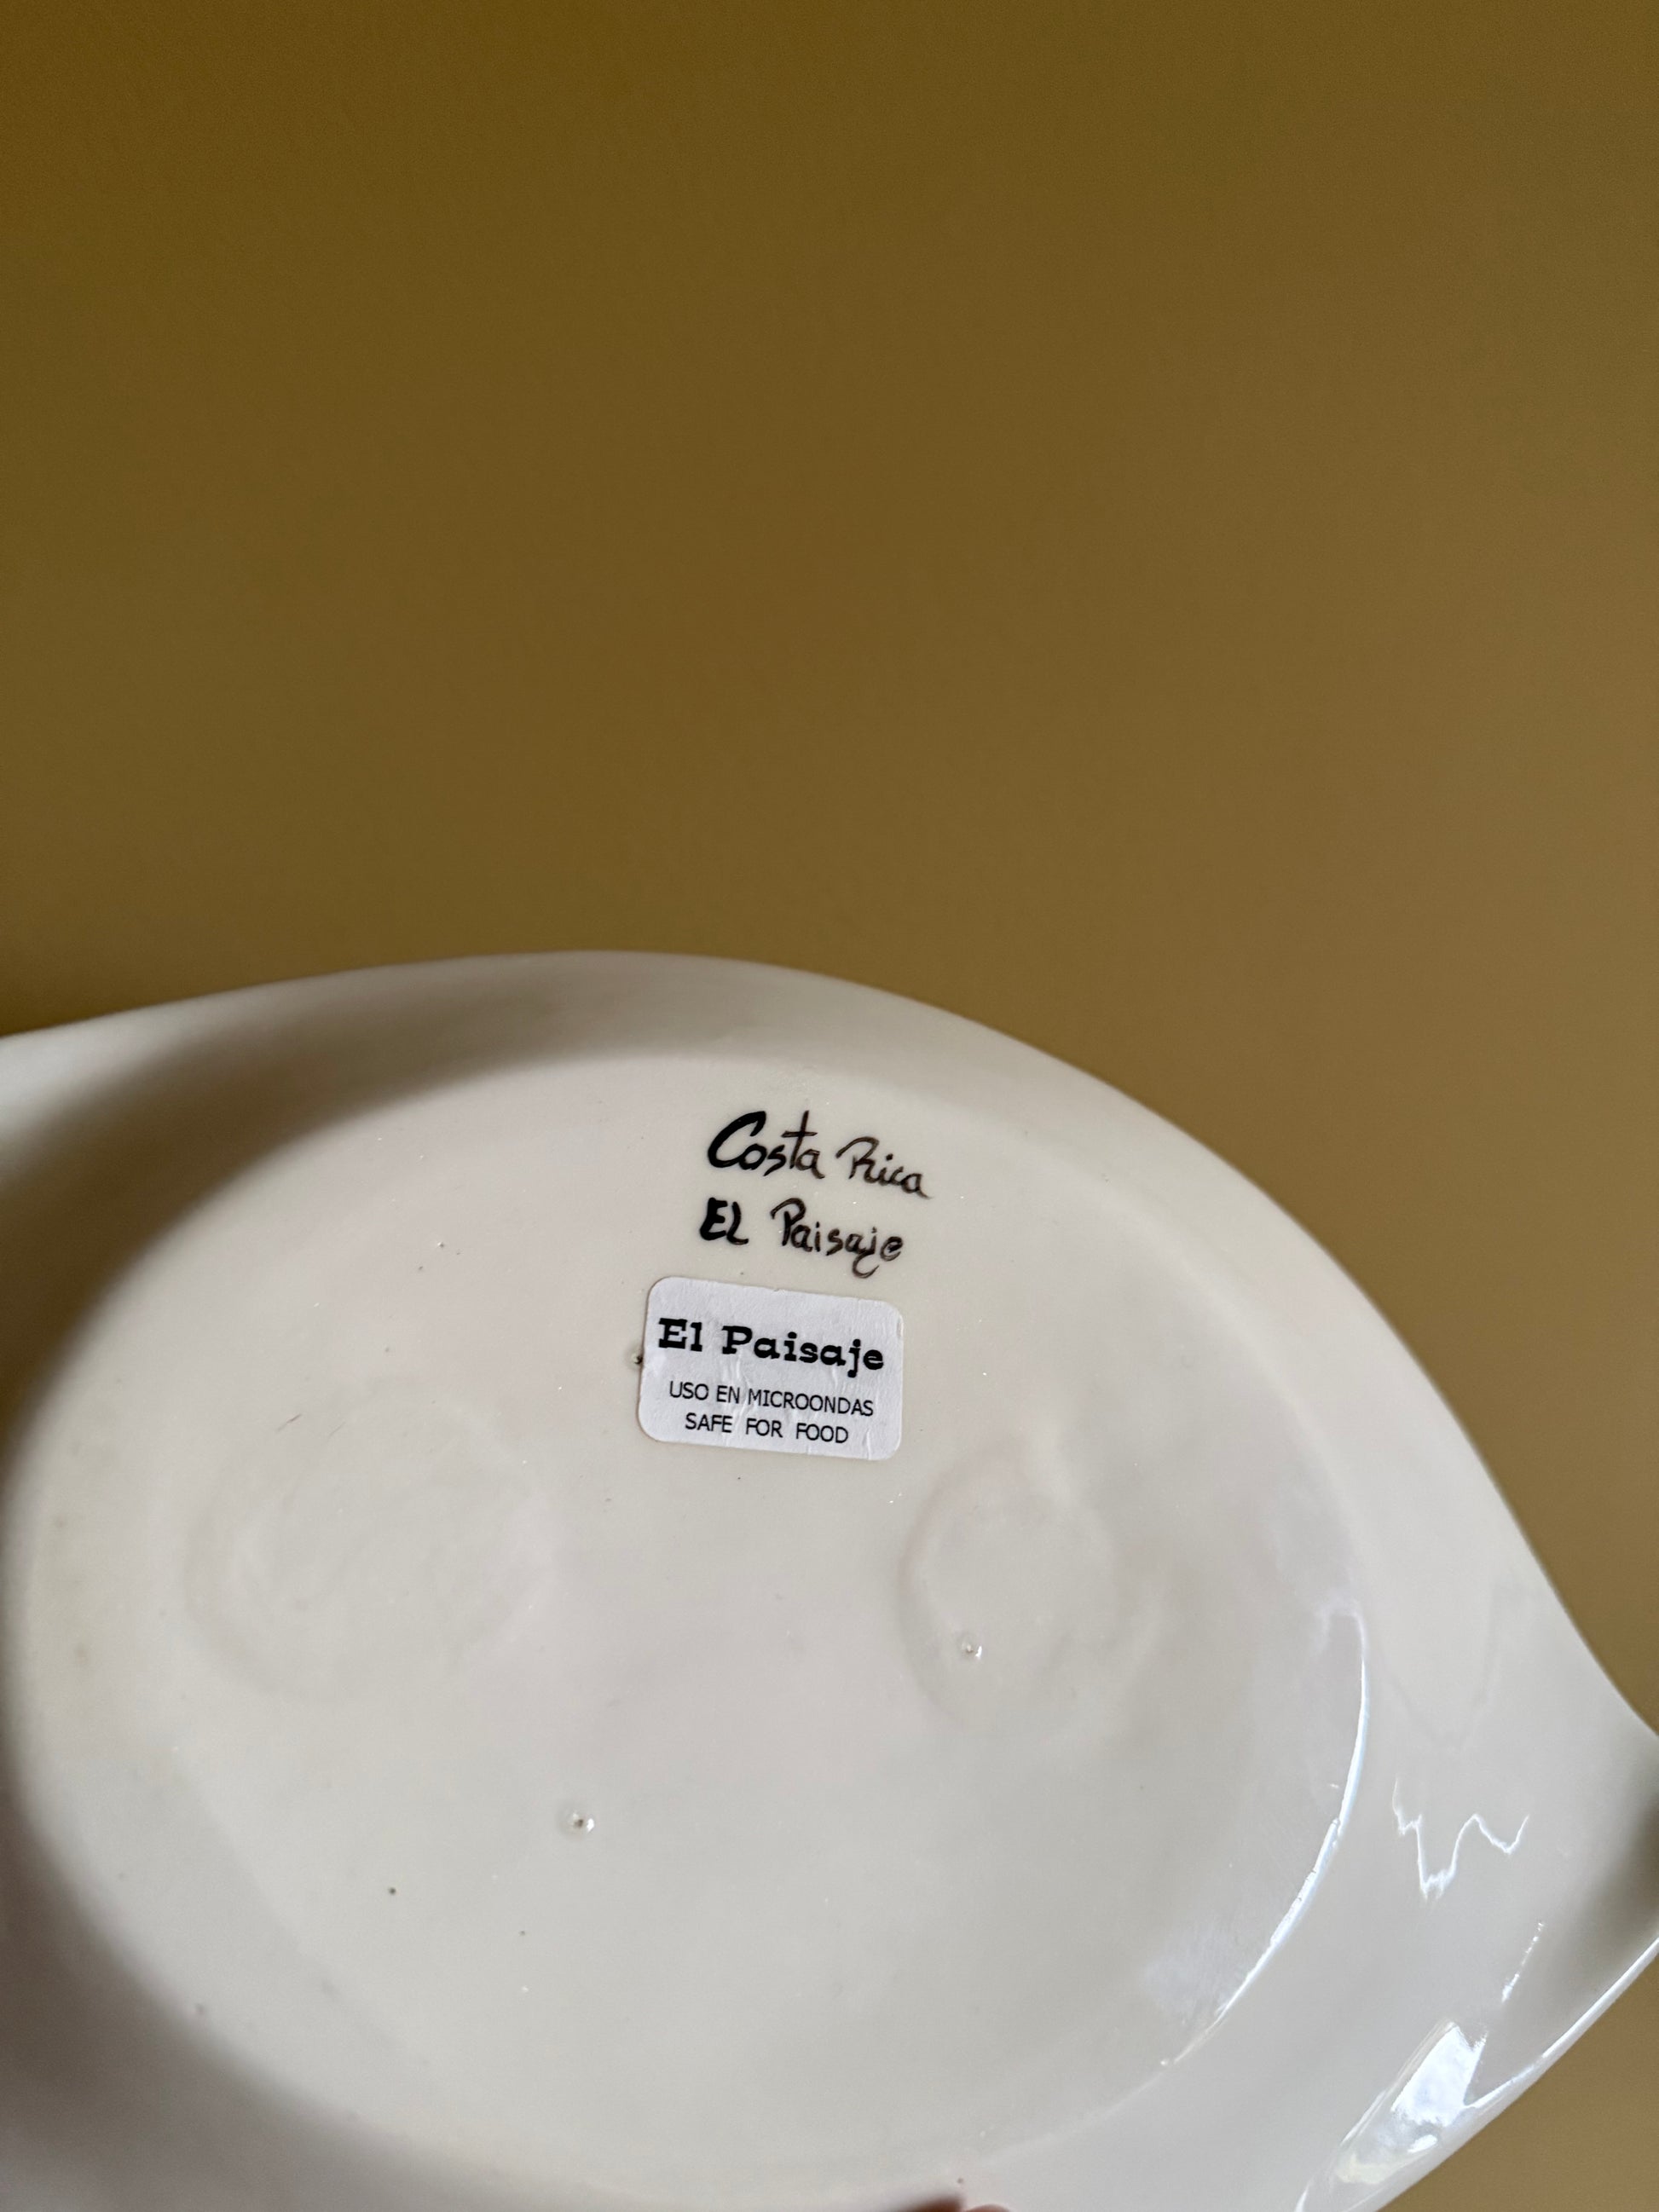 Costa Rica
EL Paisaje
El Paisaje
USO EN MICROONDAS
SAFE FOR FOOD